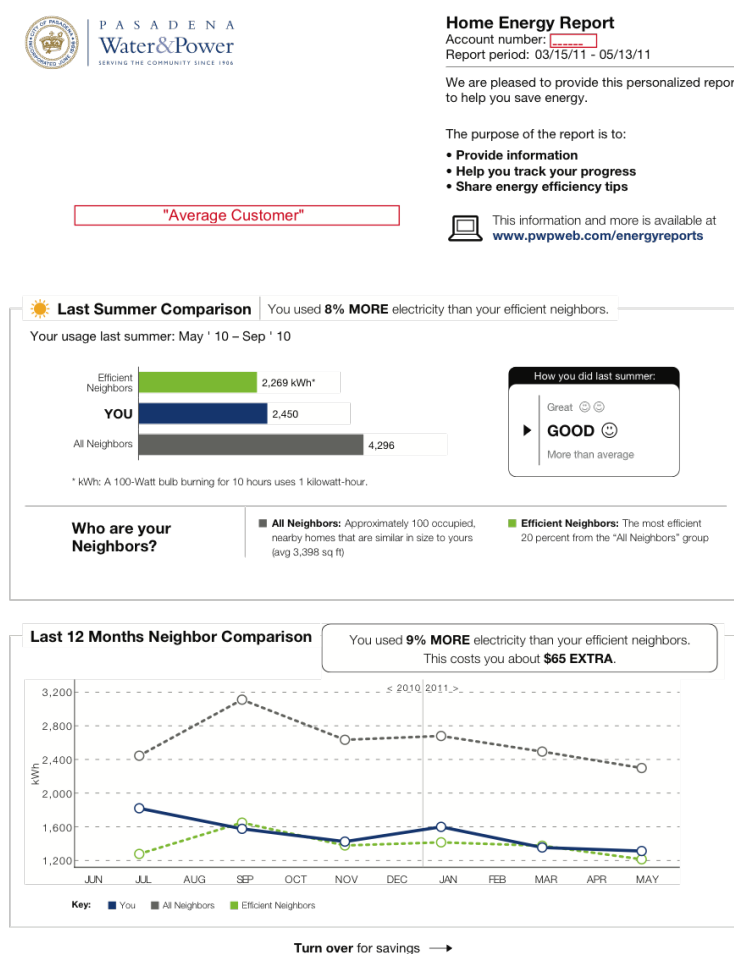 CITY OF PASADENA
INCORPORATED JUNE 1886
PASADENA
Water&Power
SERVING THE COMMUNITY SINCE 1906
Home Energy Report
Account number: ______
Report period: 03/15/11 - 05/13/11
We are pleased to provide this personalized repor
to help you save energy.
The purpose of the report is to:
• Provide information
• Help you track your progress
• Share energy efficiency tips
"Average Customer"
This information and more is available at
www.pwpweb.com/energyreports
Last Summer Comparison
You used 8% MORE electricity than your efficient neighbors.
Your usage last summer: May ' 10 – Sep ' 10
Efficient
Neighbors
2,269 kWh*
YOU
2,450
All Neighbors
4,296
How you did last summer:
Great
GOOD
More than average
* kWh: A 100-Watt bulb burning for 10 hours uses 1 kilowatt-hour.
Who are your
Neighbors?
All Neighbors: Approximately 100 occupied,
nearby homes that are similar in size to yours
(avg 3,398 sq ft)
Efficient Neighbors: The most efficient
20 percent from the “All Neighbors” group
Last 12 Months Neighbor Comparison
You used 9% MORE electricity than your efficient neighbors.
This costs you about $65 EXTRA.
< 2010 2011 >
kWh
3,200
2,800
2,400
2,000
1,600
1,200
JUN JUL AUG SEP OCT NOV DEC JAN FEB MAR APR MAY
Key: You All Neighbors Efficient Neighbors
Turn over for savings